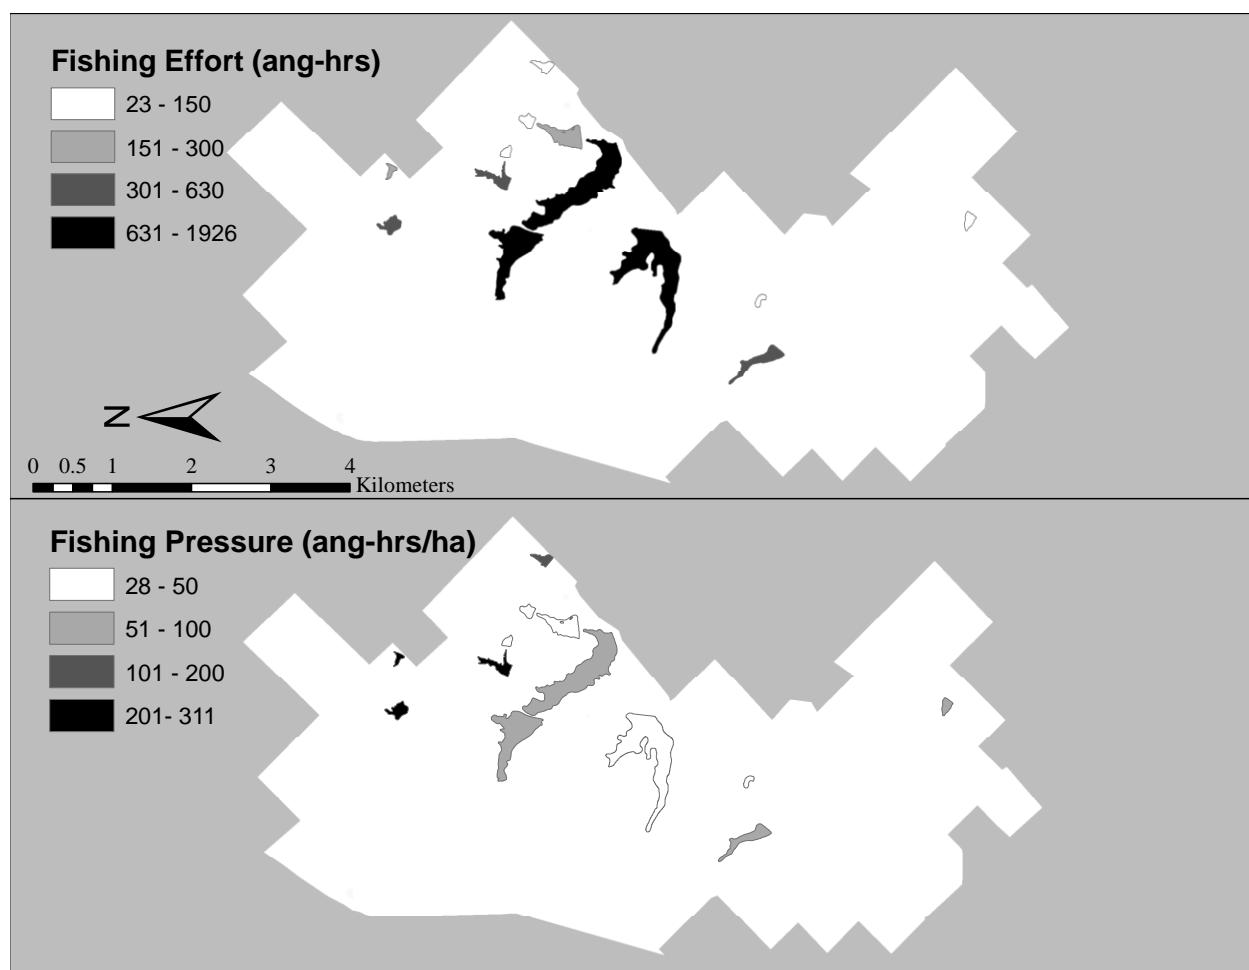 Fishing Effort (ang-hrs)
23 - 150
151 - 300
301 - 630
631 - 1926
N
0 0.5 1 2 3 4
Kilometers
Fishing Pressure (ang-hrs/ha)
28 - 50
51 - 100
101 - 200
201- 311